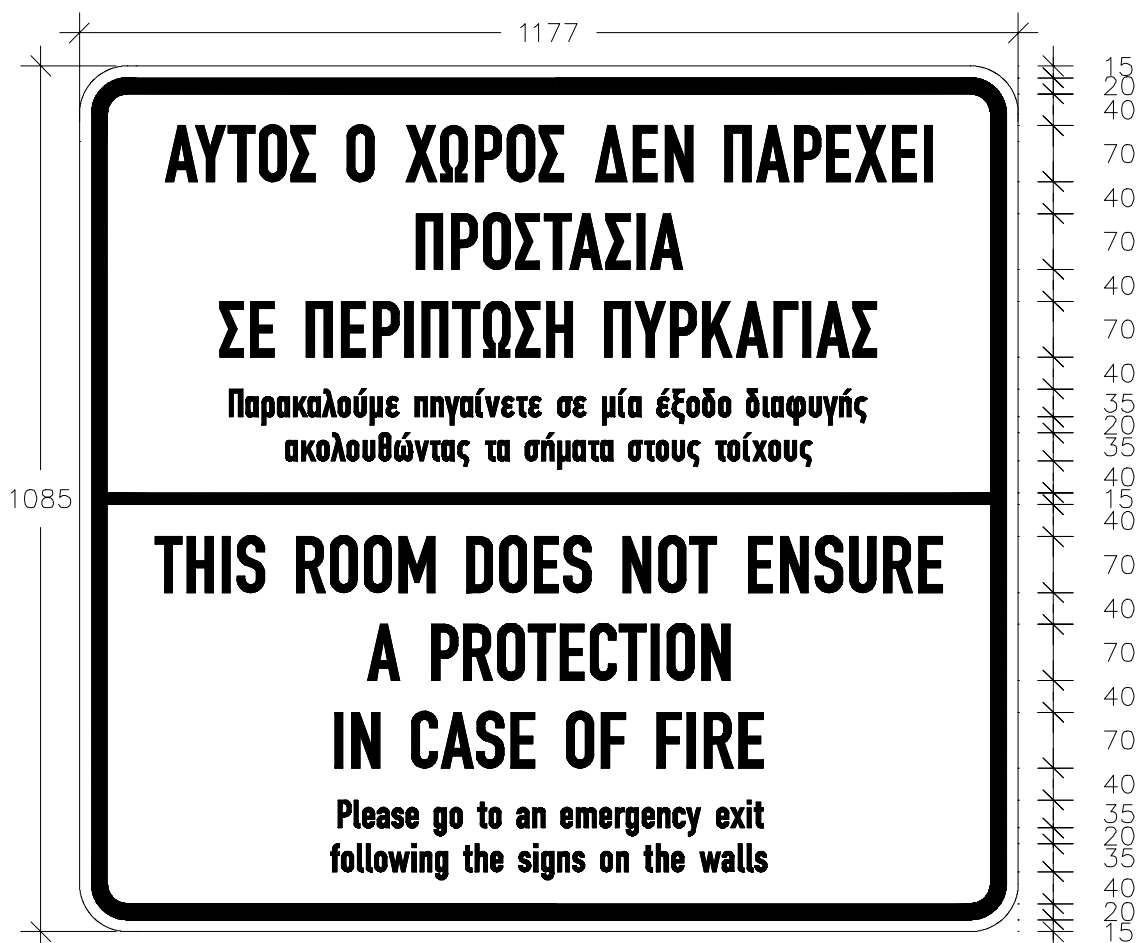 1177
ΑΥΤΟΣ Ο ΧΩΡΟΣ ΔΕΝ ΠΑΡΕΧΕΙ
ΠΡΟΣΤΑΣΙΑ
ΣΕ ΠΕΡΙΠΤΩΣΗ ΠΥΡΚΑΓΙΑΣ
Παρακαλούμε πηγαίνετε σε μία έξοδο διαφυγής
ακολουθώντας τα σήματα στους τοίχους
THIS ROOM DOES NOT ENSURE
A PROTECTION
IN CASE OF FIRE
Please go to an emergency exit
following the signs on the walls
1085
15
20
40
70
40
70
40
70
40
35
20
35
40
15
40
70
40
70
40
70
40
35
20
35
40
20
15